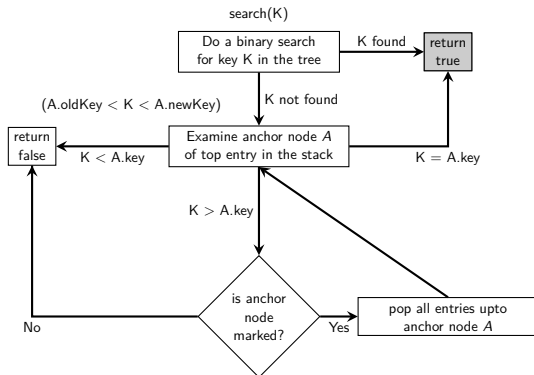 search(K)
Do a binary search
for key K in the tree
K found
return
true
K not found
(A.oldKey < K < A.newKey)
return
false
K < A.key
Examine anchor node A
of top entry in the stack
K = A.key
K > A.key
is anchor
node
marked?
No
Yes
pop all entries upto
anchor node A